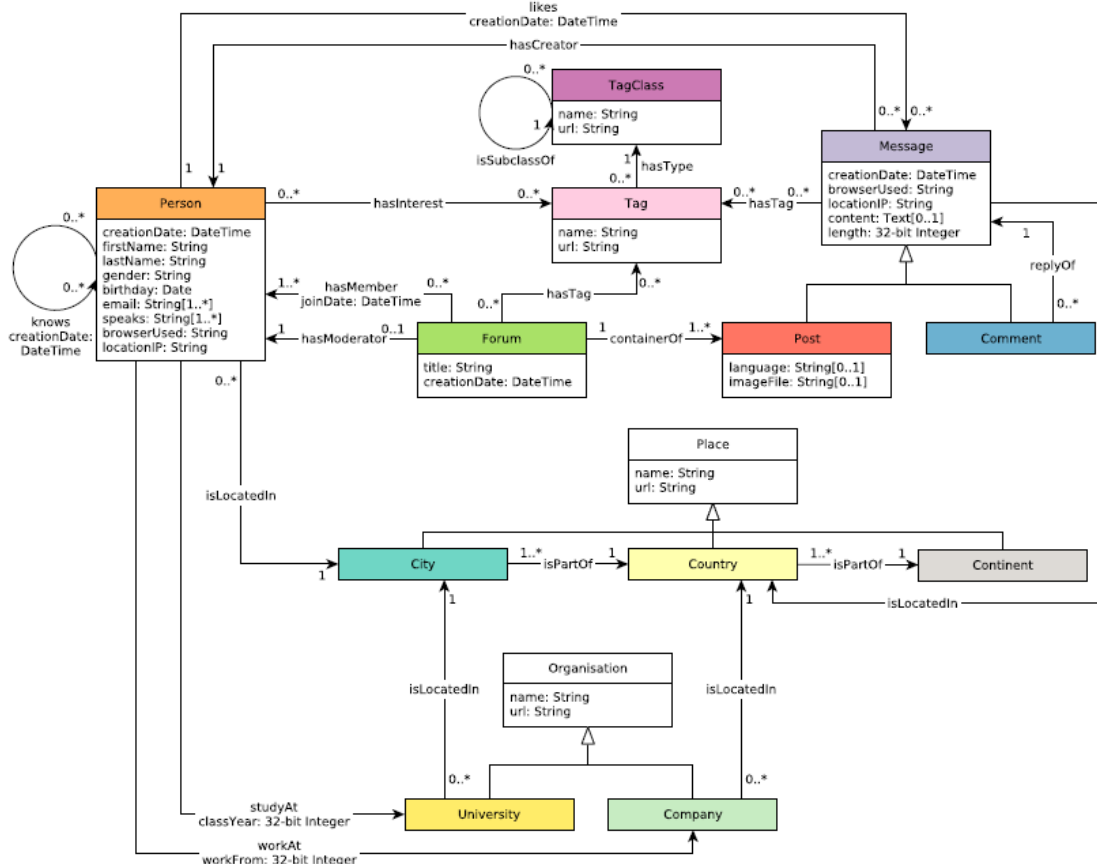 likes
creationDate: DateTime
hasCreator
0..*
TagClass
name: String
url: String
1
isSubclassOf
1
hasType
0..*
0..*
0..*
Message
creationDate: DateTime
browserUsed: String
locationIP: String
content: Text[0..1]
length: 32-bit Integer
1
1
Person
creationDate: DateTime
firstName: String
lastName: String
gender: String
birthday: Date
email: String[1..*]
speaks: String[1..*]
browserUsed: String
locationIP: String
0..*
0..*
knows
creationDate:
DateTime
0..*
hasInterest
0..*
Tag
name: String
url: String
0..*
hasTag
0..*
1
replyOf
0..*
1..*
hasMember
joinDate: DateTime
0..*
0..*
hasTag
0..*
1
hasModerator
0..1
Forum
title: String
creationDate: DateTime
1
containerOf
1..*
Post
language: String[0..1]
imageFile: String[0..1]
Comment
0..*
isLocatedIn
1
Place
name: String
url: String
City
1..*
isPartOf
1
Country
1..*
isPartOf
1
Continent
1
1
isLocatedIn
isLocatedIn
0..*
Organisation
name: String
url: String
isLocatedIn
0..*
studyAt
classYear: 32-bit Integer
University
Company
workAt
workFrom: 32-bit Integer